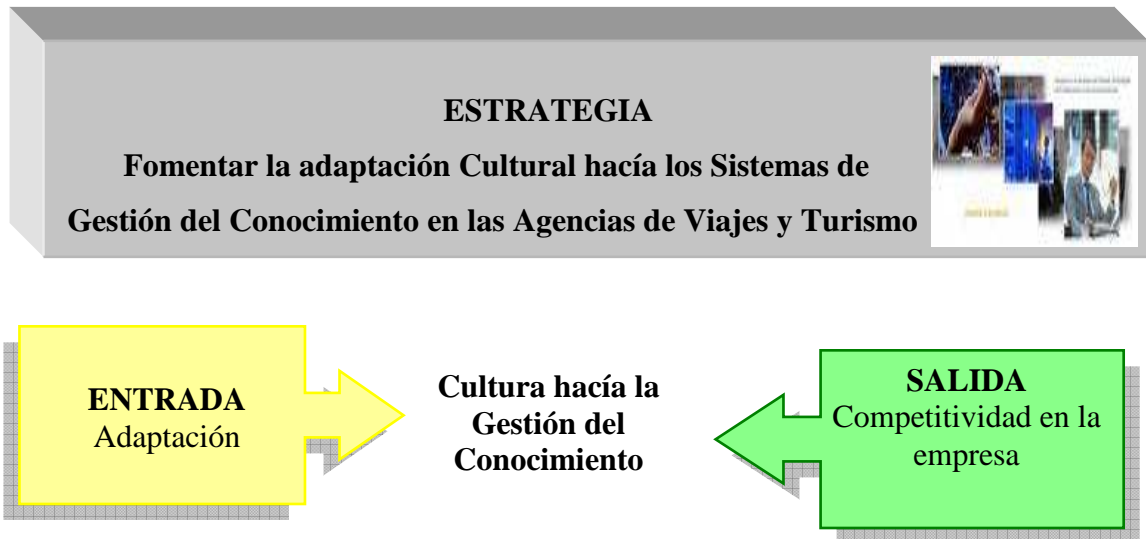 ESTRATEGIA
Fomentar la adaptación Cultural hacía los Sistemas de
Gestión del Conocimiento en las Agencias de Viajes y Turismo
ENTRADA
Adaptación
Cultura hacía la
Gestión del
Conocimiento
SALIDA
Competitividad en la
empresa